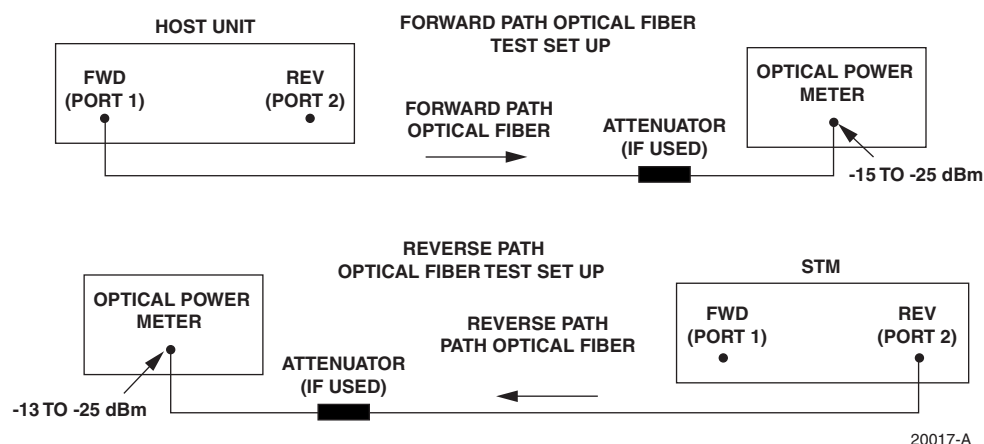 HOST UNIT
FORWARD PATH OPTICAL FIBER
TEST SET UP
FWD
(PORT 1)
REV
(PORT 2)
OPTICAL POWER
METER
FORWARD PATH
OPTICAL FIBER
ATTENUATOR
(IF USED)
-15 TO -25 dBm
REVERSE PATH
OPTICAL FIBER TEST SET UP
STM
OPTICAL POWER
METER
FWD
(PORT 1)
REV
(PORT 2)
REVERSE PATH
PATH OPTICAL FIBER
ATTENUATOR
(IF USED)
-13 TO -25 dBm
20017-A